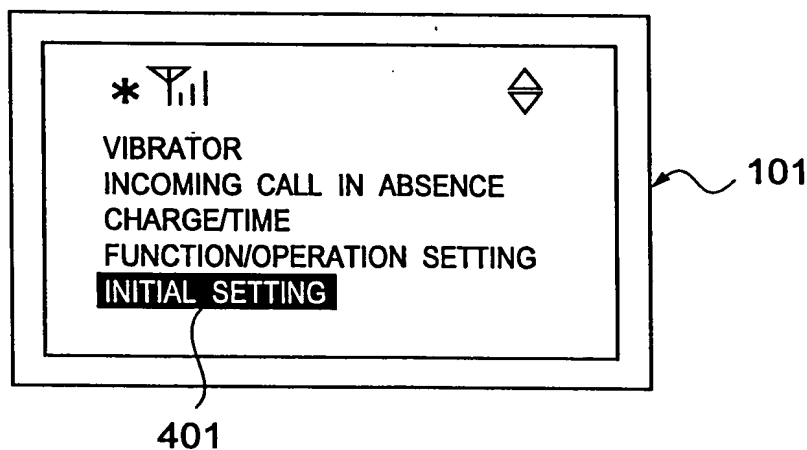 *
VIBRATOR
INCOMING CALL IN ABSENCE
CHARGE/TIME
FUNCTION/OPERATION SETTING
INITIAL SETTING
101
401